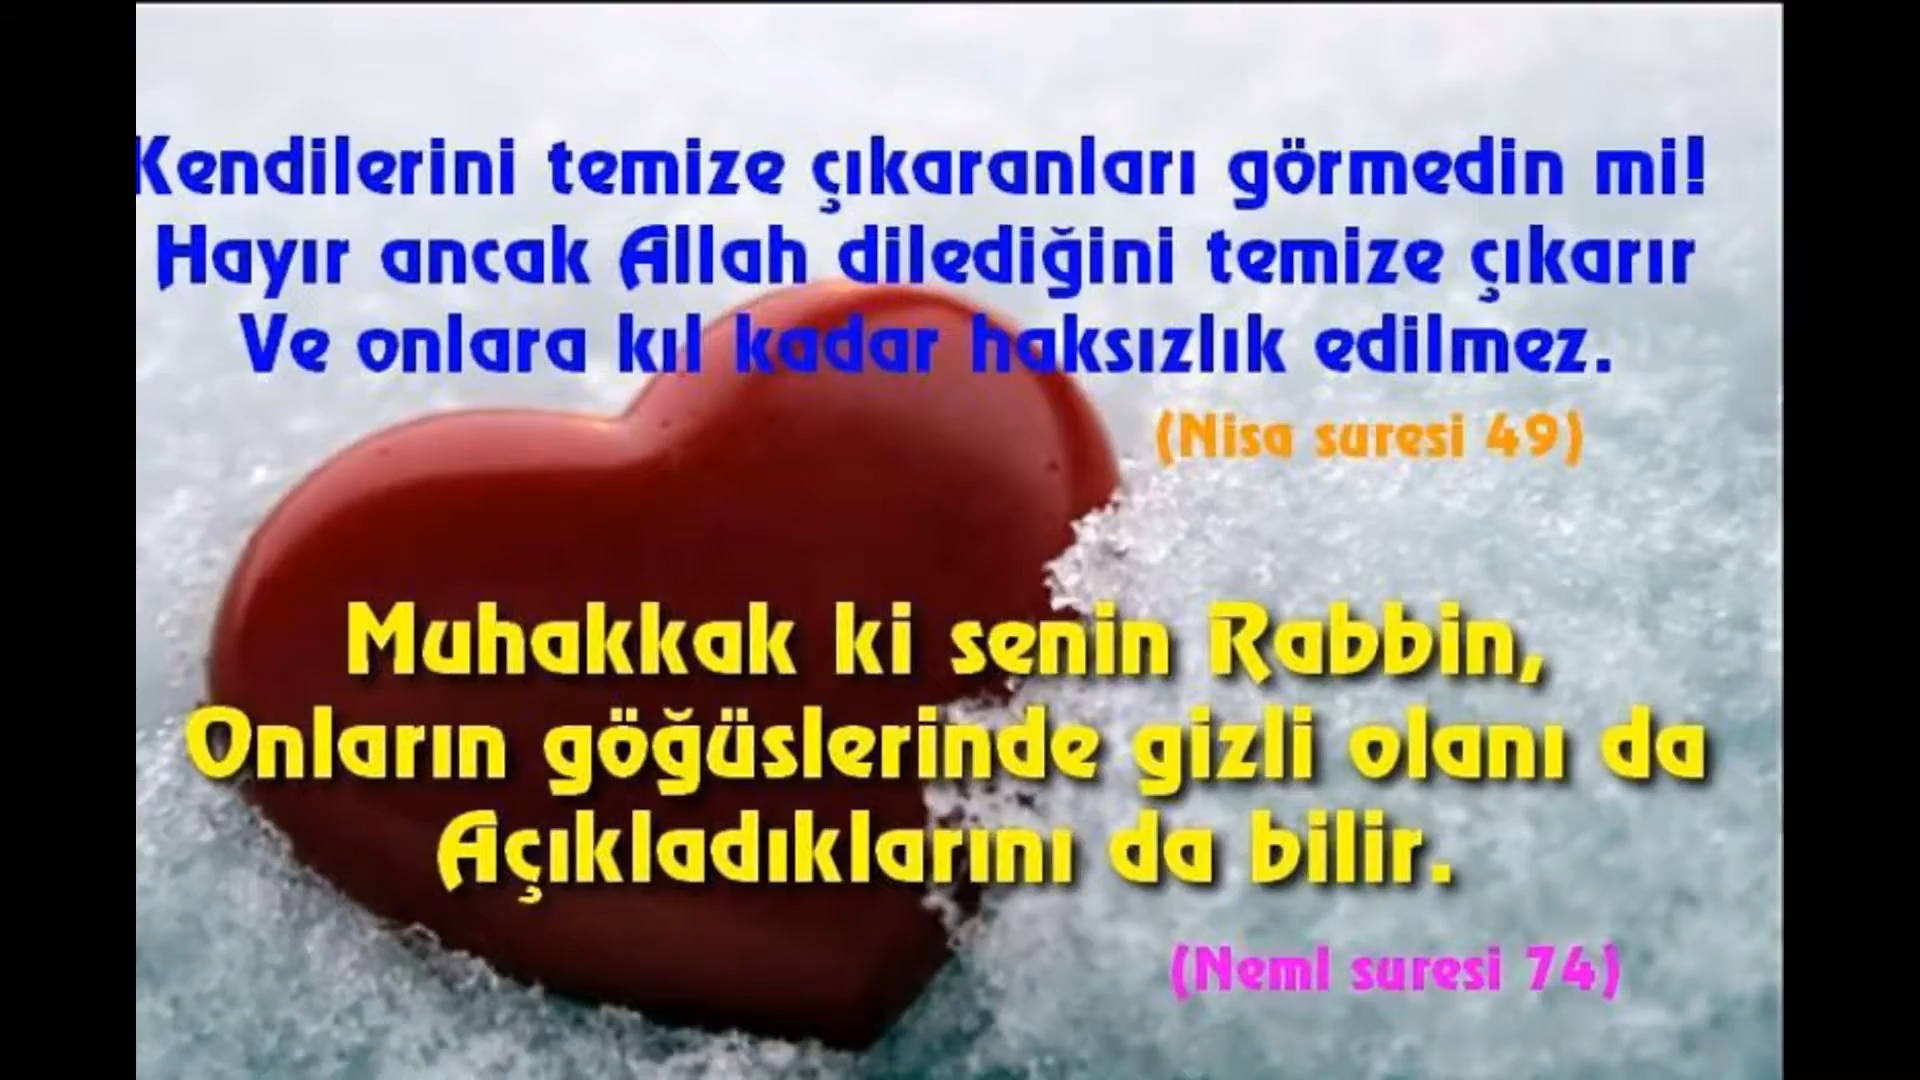 Kendilerini temize çıkaranları görmedin mi!
Hayır ancak Allah dilediğini temize çıkarır
Ve onlara kıl kadar haksızlık edilmez.
(Nisa suresi 49)
Muhakkak ki senin Rabbin,
Onların göğüslerinde gizli olanı da
Açıkladıklarını da bilir.
(Neml suresi 74)